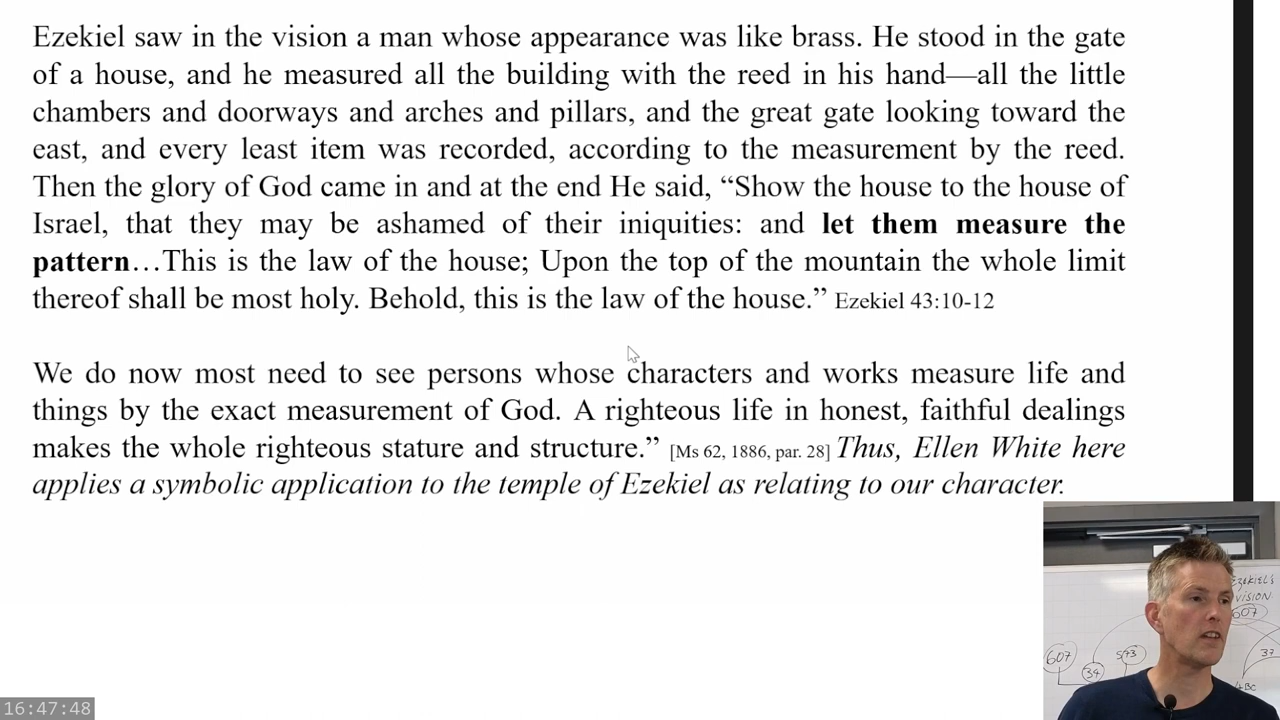 Ezekiel saw in the vision a man whose appearance was like brass. He stood in the gate
of a house, and he measured all the building with the reed in his hand—all the little
chambers and doorways and arches and pillars, and the great gate looking toward the
east, and every least item was recorded, according to the measurement by the reed.
Then the glory of God came in and at the end He said, “Show the house to the house of
Israel, that they may be ashamed of their iniquities: and let them measure the
pattern…This is the law of the house; Upon the top of the mountain the whole limit
thereof shall be most holy. Behold, this is the law of the house.” Ezekiel 43:10-12
We do now most need to see persons whose characters and works measure life and
things by the exact measurement of God. A righteous life in honest, faithful dealings
makes the whole righteous stature and structure.” [Ms 62, 1886, par. 28] Thus, Ellen White here
applies a symbolic application to the temple of Ezekiel as relating to our character.
EZEKIEL'S
VISION
607
607
573
34
37
16:47:48